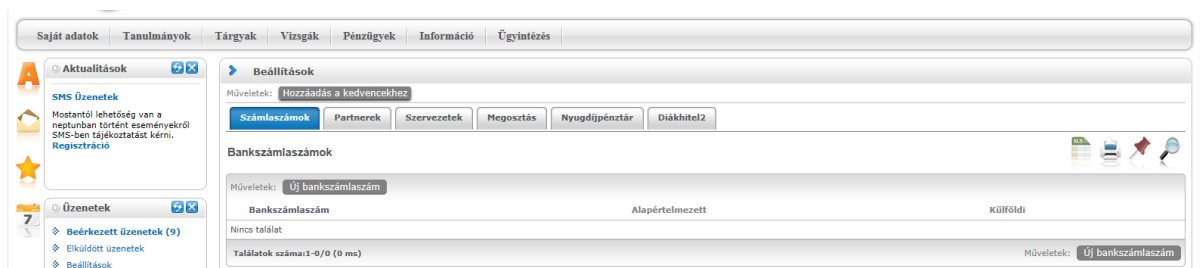 Saját adatok Tanulmányok Tárgyak Vizsgák Pénzügyek Információ Ügyintézés
Aktualitások
SMS Üzenetek
Mostantól lehetőség van a
neptunban történt eseményekről
SMS-ben tájékoztatást kérni.
Regisztráció
7
Üzenetek
Beérkezett üzenetek (9)
Elküldött üzenetek
Beállítások
Beállítások
Műveletek: Hozzáadás a kedvencekhez
Számlaszámok Partnerek Szervezetek Megosztás Nyugdíjpénztár Diákhitel2
Bankszámlaszámok
XLS
Műveletek: Új bankszámlaszám
Bankszámlaszám Alapértelmezett Külföldi
Nincs találat
Találatok száma:1-0/0 (0 ms) Műveletek: Új bankszámlaszám